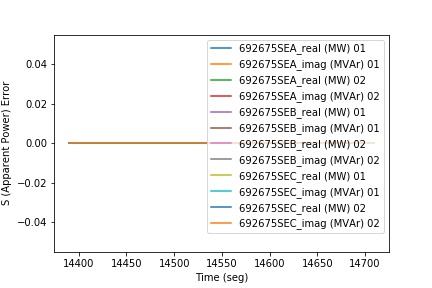 0.04
0.02
0.00
−0.02
−0.04
S (Apparent Power) Error
692675SEA_real (MW) 01
692675SEA_imag (MVAr) 01
692675SEA_real (MW) 02
692675SEA_imag (MVAr) 02
692675SEB_real (MW) 01
692675SEB_imag (MVAr) 01
692675SEB_real (MW) 02
692675SEB_imag (MVAr) 02
692675SEC_real (MW) 01
692675SEC_imag (MVAr) 01
692675SEC_real (MW) 02
692675SEC_imag (MVAr) 02
14400 14450 14500 14550 14600 14650 14700
Time (seg)